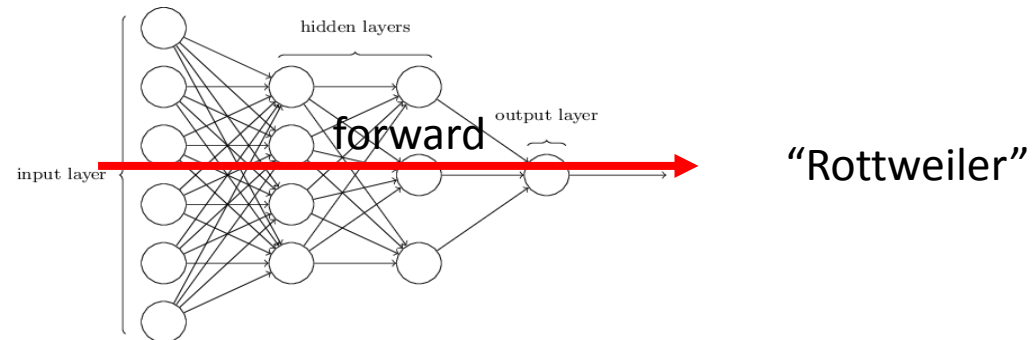 hidden layers
output layer
forward
input layer
“Rottweiler”